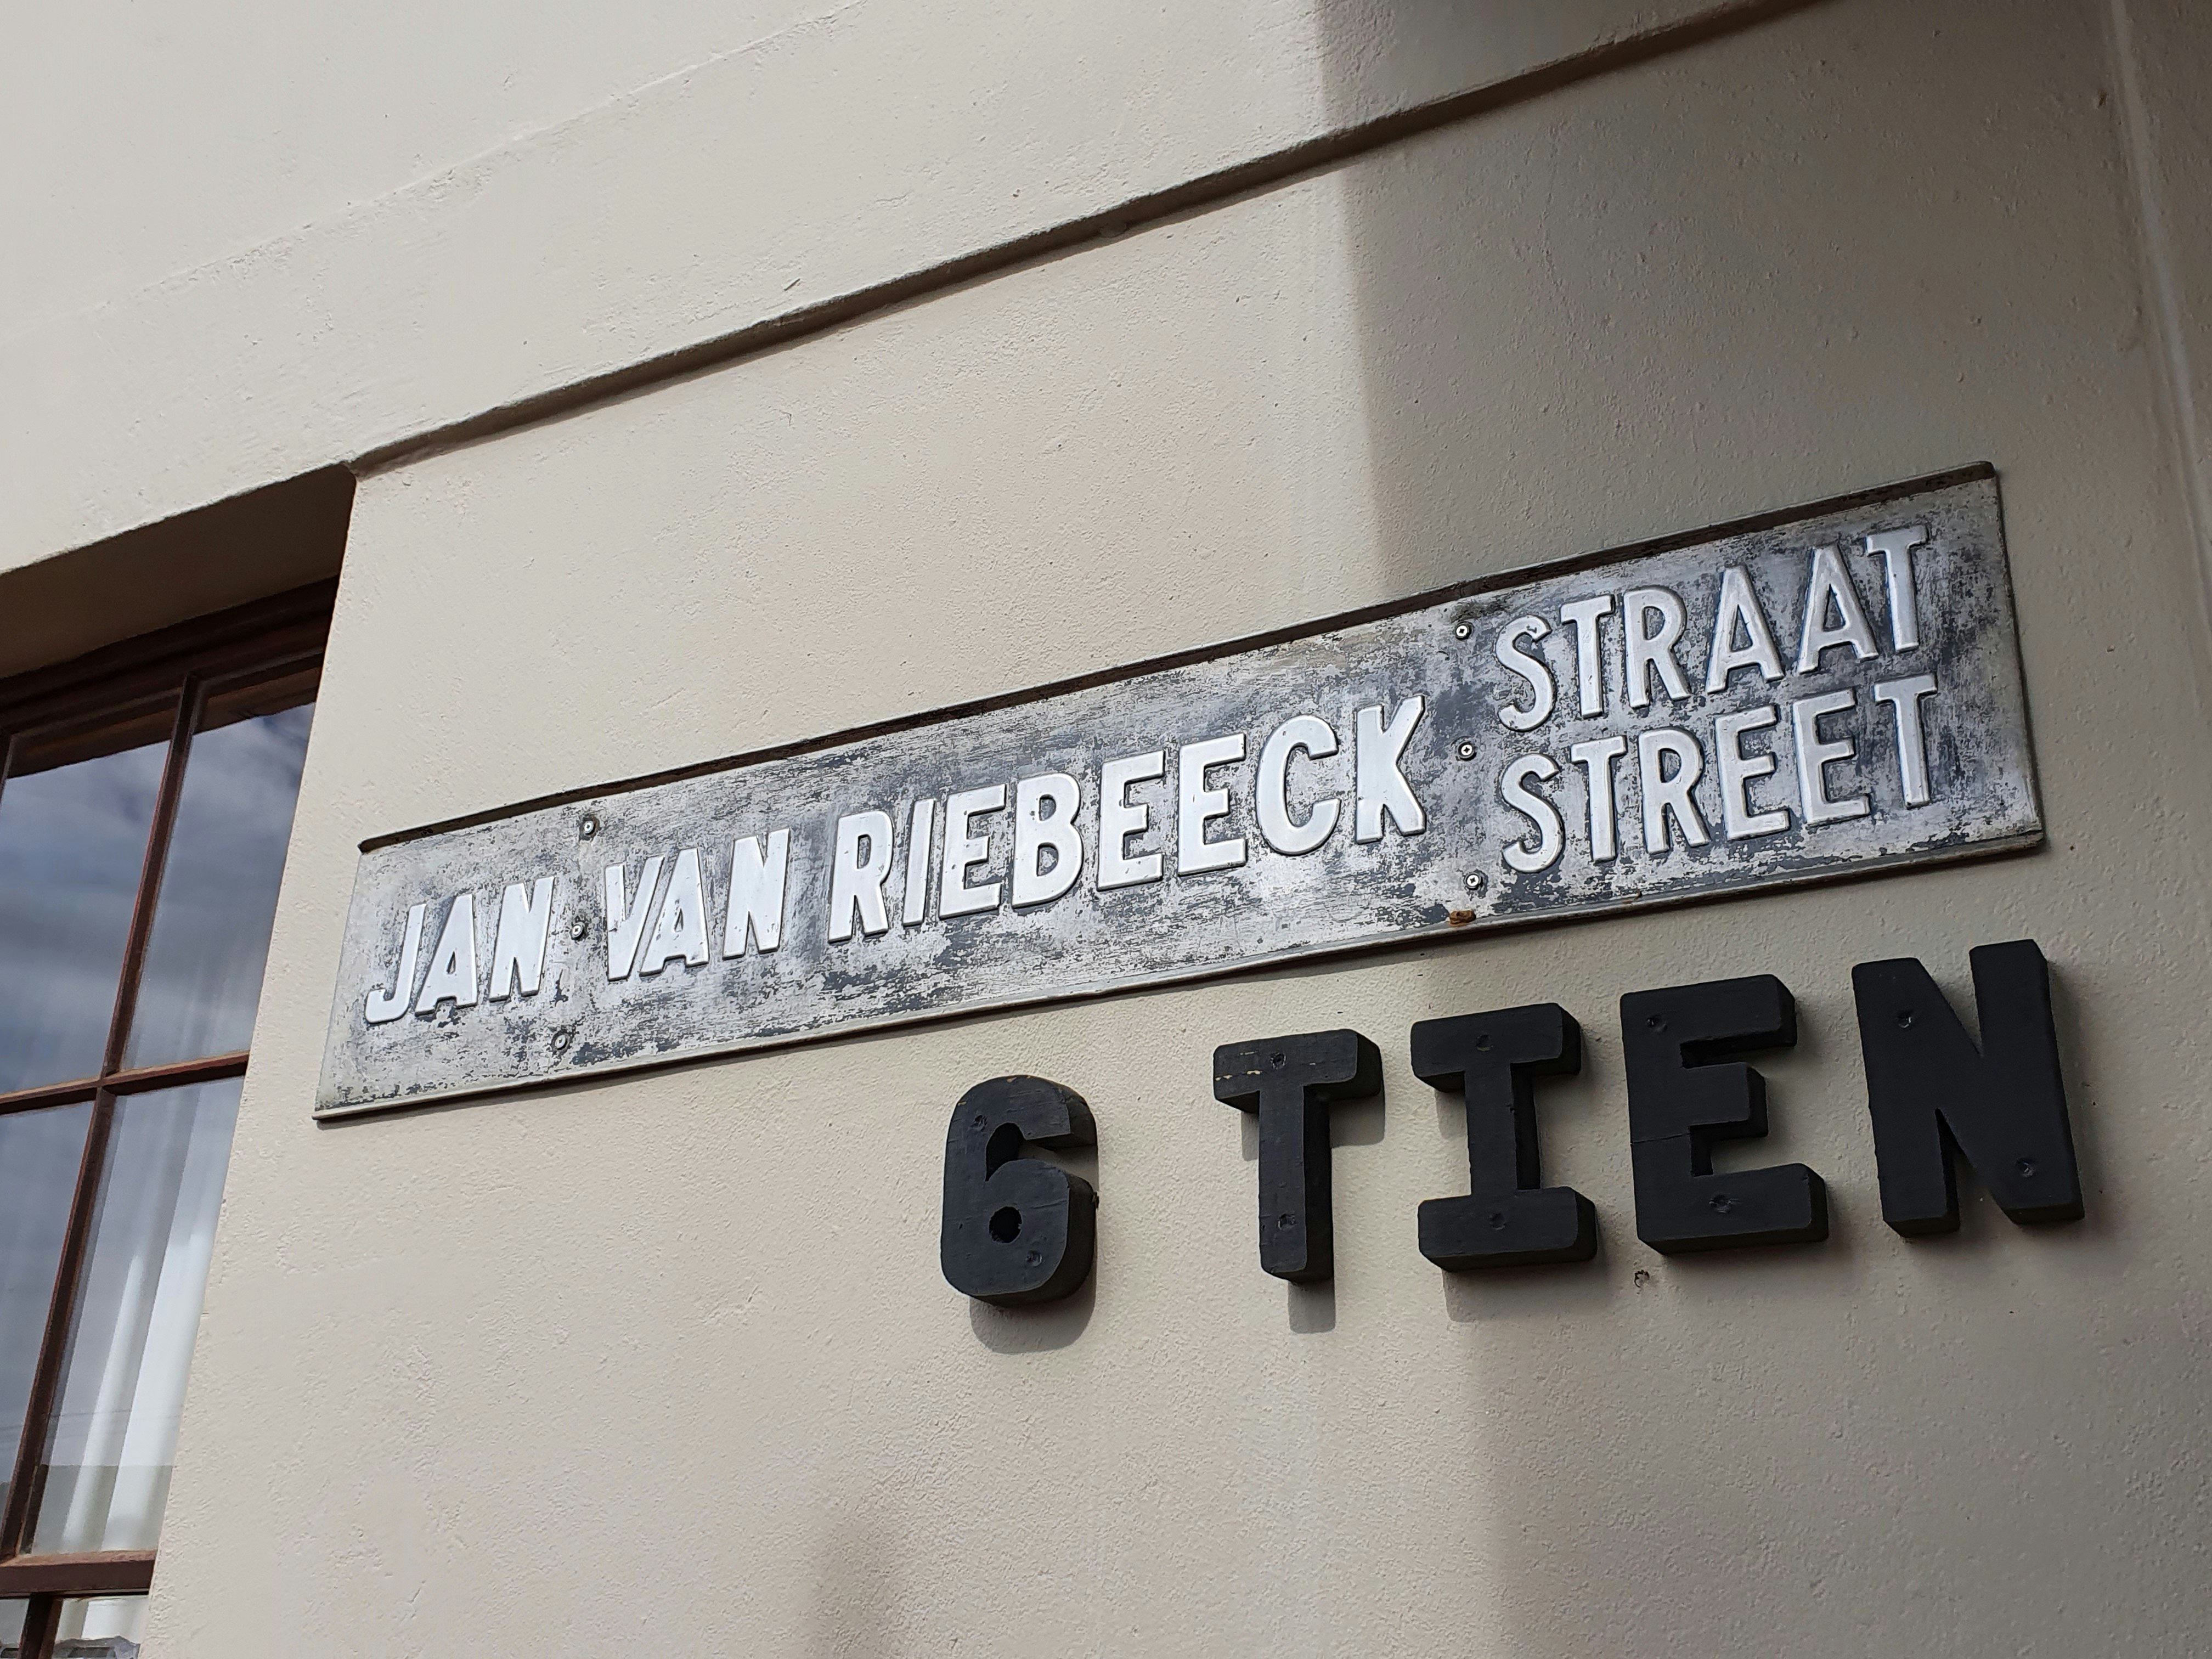 JAN VAN RIEBEECK STRAAT
STREET
6 TIEN